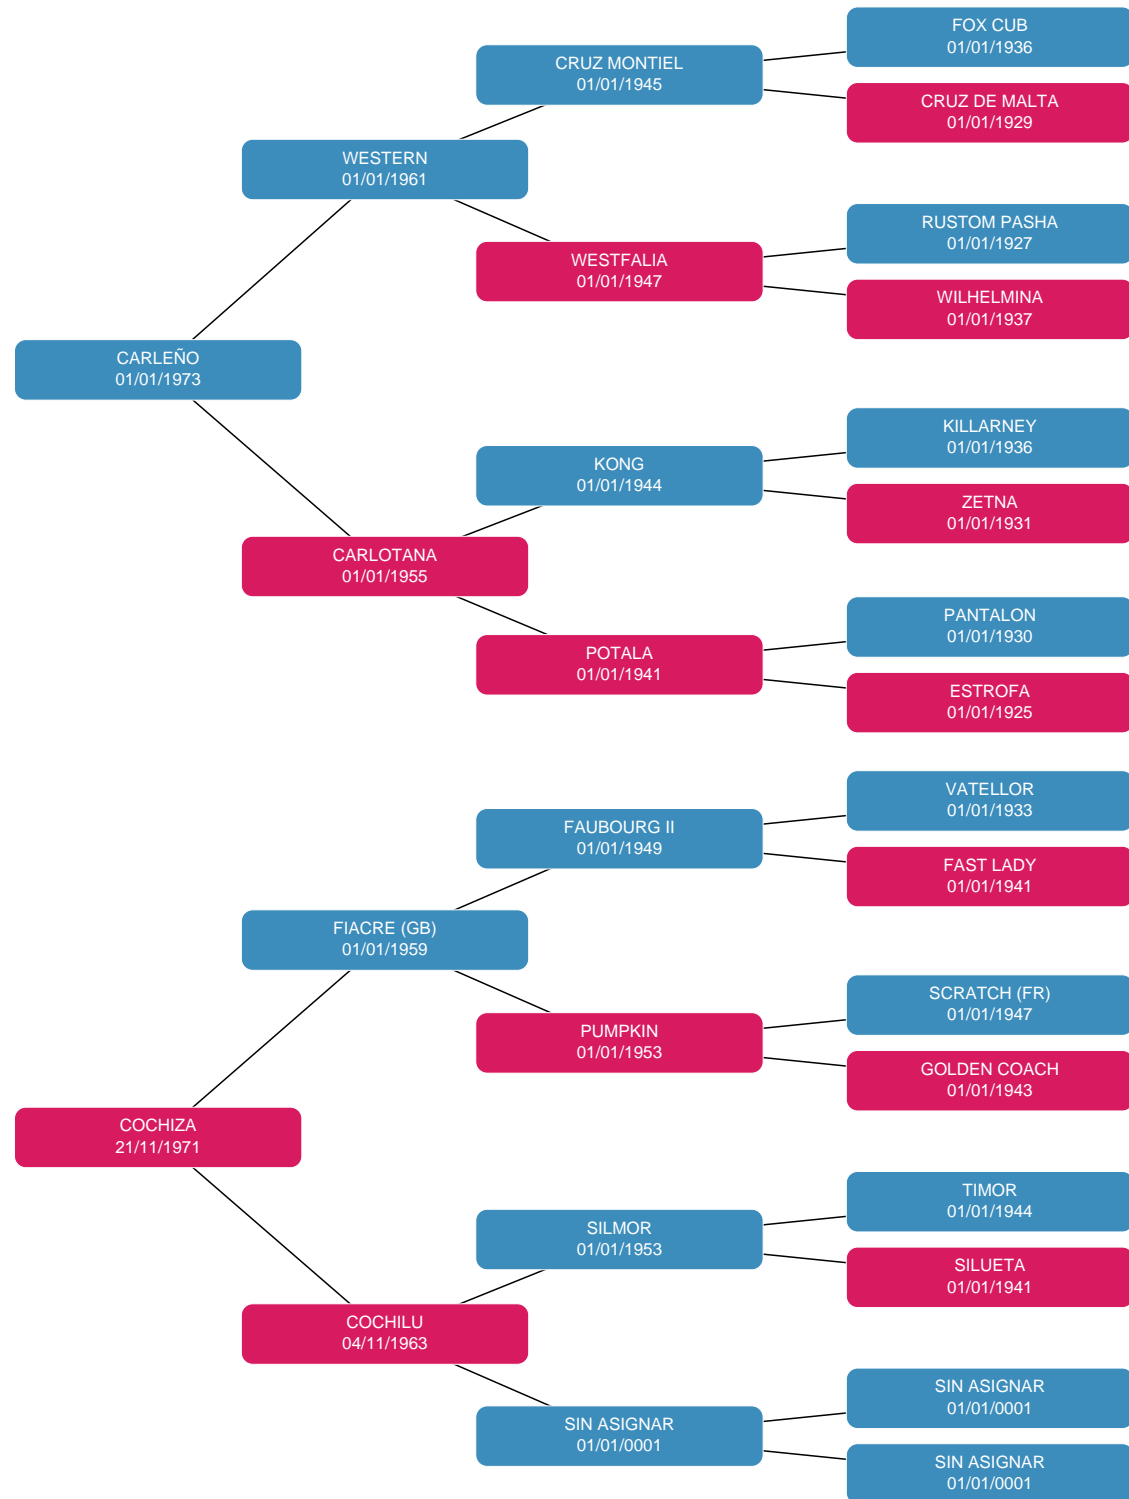 FOX CUB
01/01/1936
CRUZ MONTIEL
01/01/1945
CRUZ DE MALTA
01/01/1929
WESTERN
01/01/1961
RUSTOM PASHA
01/01/1927
WESTFALIA
01/01/1947
WILHELMINA
01/01/1937
CARLEÑO
01/01/1973
KILLARNEY
01/01/1936
KONG
01/01/1944
ZETNA
01/01/1931
CARLOTANA
01/01/1955
PANTALON
01/01/1930
POTALA
01/01/1941
ESTROFA
01/01/1925
VATELLOR
01/01/1933
FAUBOURG II
01/01/1949
FAST LADY
01/01/1941
FIACRE (GB)
01/01/1959
SCRATCH (FR)
01/01/1947
PUMPKIN
01/01/1953
GOLDEN COACH
01/01/1943
COCHIZA
21/11/1971
TIMOR
01/01/1944
SILMOR
01/01/1953
SILUETA
01/01/1941
COCHILU
04/11/1963
SIN ASIGNAR
01/01/0001
SIN ASIGNAR
01/01/0001
SIN ASIGNAR
01/01/0001